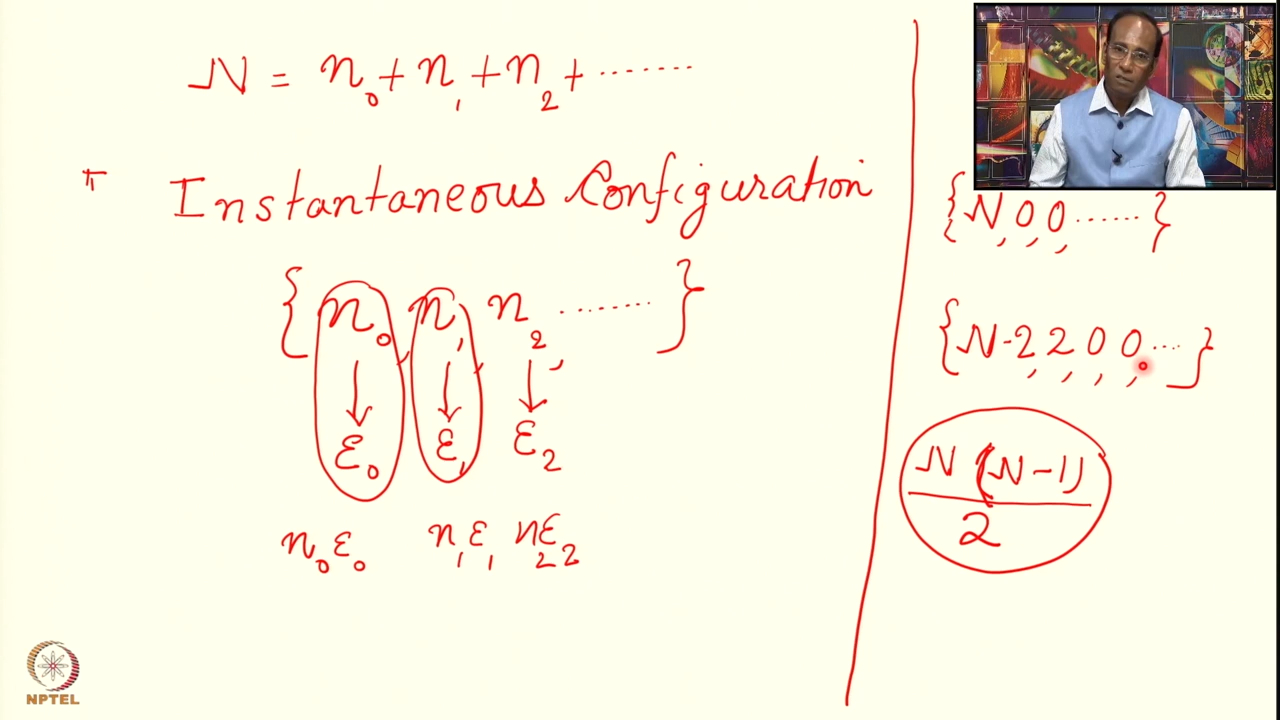 N = n₀ + n₁ + n₂ + .......
π Instantaneous Configuration
{ n₀, n₁, n₂, ....... }
↓ ↓ ↓
ε₀ ε₁ ε₂
n₀ε₀ n₁ε₁ n₂ε₂
{N, 0, 0, ...... }
{N-2, 2, 0, 0, ... }
N (N-1)
2
NPTEL